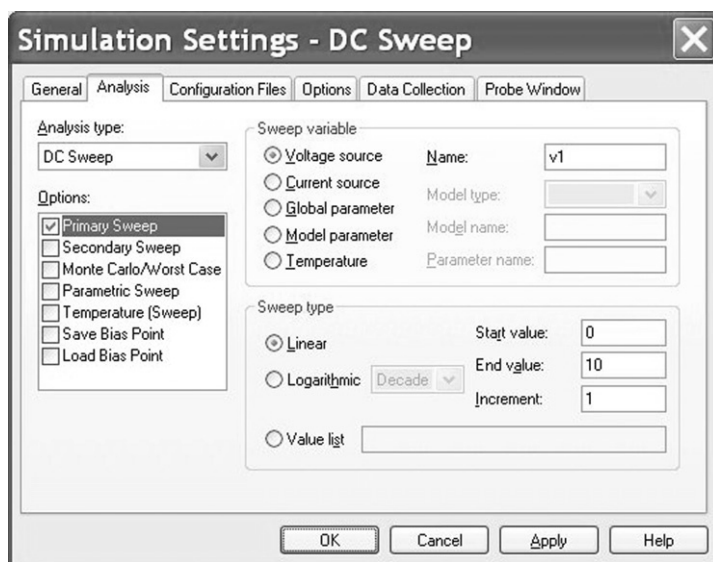 Simulation Settings - DC Sweep
General Analysis Configuration Files Options Data Collection Probe Window
Analysis type:
DC Sweep
Options:
Primary Sweep
Secondary Sweep
Monte Carlo/Worst Case
Parametric Sweep
Temperature (Sweep)
Save Bias Point
Load Bias Point
Sweep variable
Voltage source
Current source
Global parameter
Model parameter
Temperature
Name: v1
Model type:
Model name:
Parameter name:
Sweep type
Linear
Logarithmic Decade
Value list
Start value: 0
End value: 10
Increment: 1
OK Cancel Apply Help